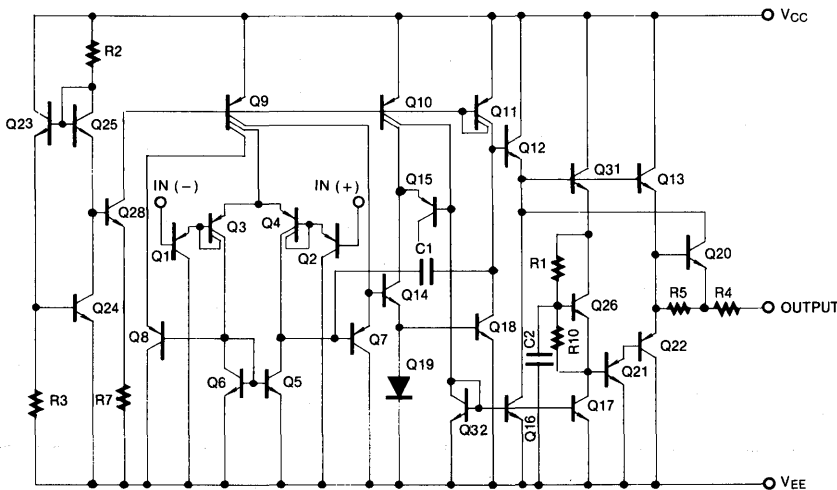 VCC
R2
Q23
Q25
Q9
Q10
Q11
Q12
Q31
Q13
IN (-)
IN (+)
Q15
Q28
Q3
Q4
Q1
Q2
C1
Q14
Q20
R1
Q26
R5
R4
OUTPUT
Q24
Q8
Q7
Q18
C2
R10
Q22
Q21
Q19
R3
R7
Q6
Q5
Q32
Q16
Q17
VEE